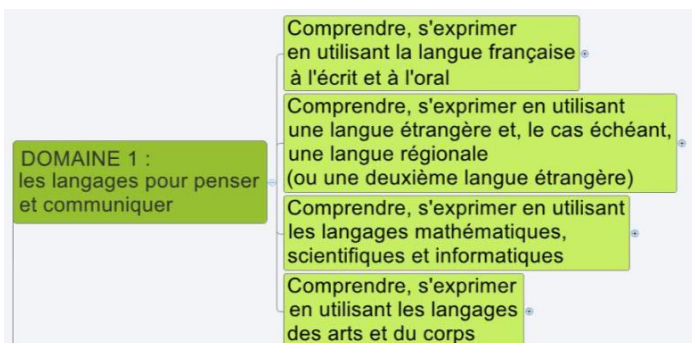 DOMAINE 1 :
les langages pour penser
et communiquer
Comprendre, s'exprimer
en utilisant la langue française
à l'écrit et à l'oral
Comprendre, s'exprimer en utilisant
une langue étrangère et, le cas échéant,
une langue régionale
(ou une deuxième langue étrangère)
Comprendre, s'exprimer en utilisant
les langages mathématiques,
scientifiques et informatiques
Comprendre, s'exprimer
en utilisant les langages
des arts et du corps